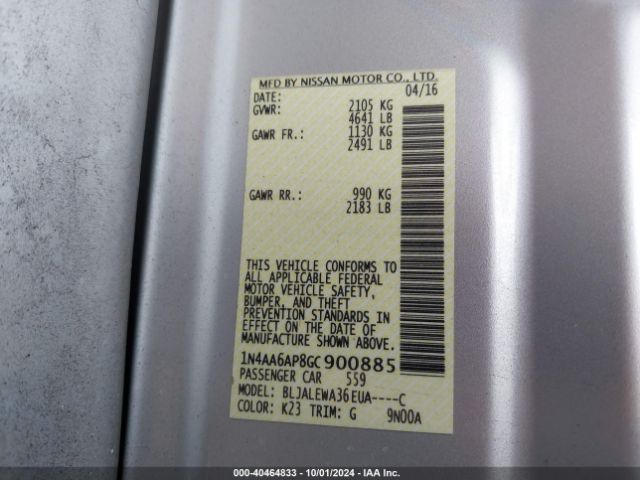 MFD BY NISSAN MOTOR CO., LTD.
DATE: 04/16
GVWR: 2105 KG
4641 LB
GAWR FR.: 1130 KG
2491 LB
GAWR RR.: 990 KG
2183 LB
THIS VEHICLE CONFORMS TO
ALL APPLICABLE FEDERAL
MOTOR VEHICLE SAFETY,
BUMPER, AND THEFT
PREVENTION STANDARDS IN
EFFECT ON THE DATE OF
MANUFACTURE SHOWN ABOVE.
1N4AA6AP8GC900885
PASSENGER CAR 559
MODEL: BLJALEWA36EUA----C
COLOR: K23 TRIM: G 9N00A
000-40464833 - 10/01/2024 - IAA Inc.